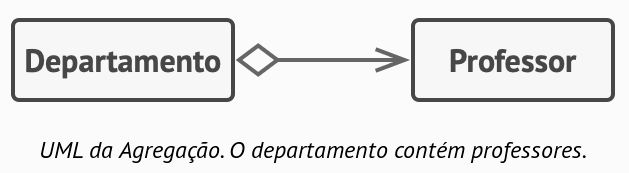 Departamento
Professor
UML da Agregação. O departamento contém professores.